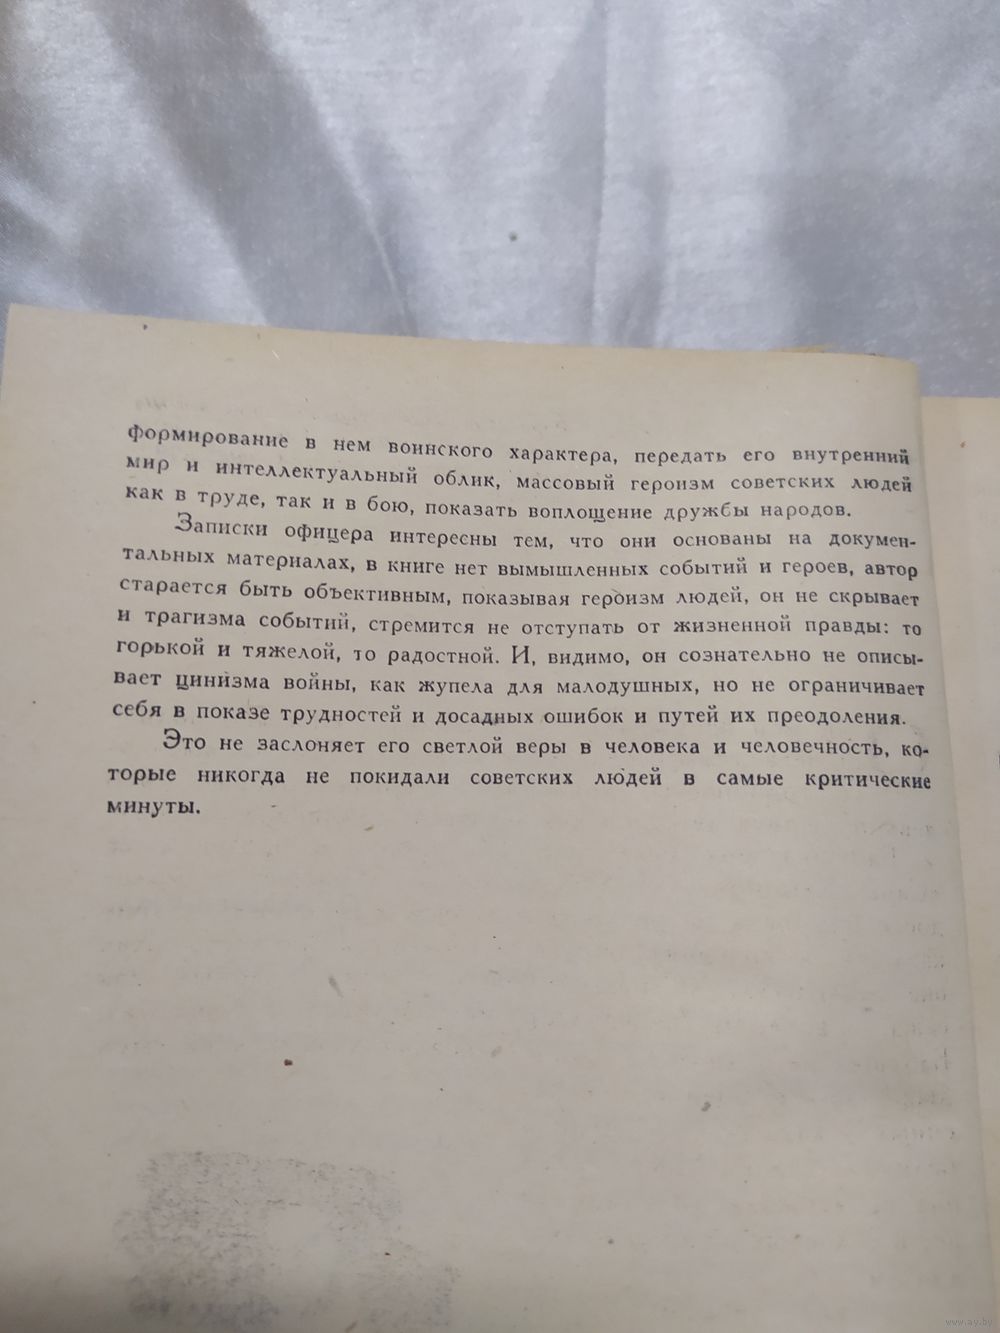 формирование в нем воинского характера, передать его внутренний
мир и интеллектуальный облик, массовый героизм советских людей
как в труде, так и в бою, показать воплощение дружбы народов.
Записки офицера интересны тем, что они основаны на докумен-
тальных материалах, в книге нет вымышленных событий и героев, автор
старается быть объективным, показывая героизм людей, он не скрывает
и трагизма событий, стремится не отступать от жизненной правды: то
горькой и тяжелой, то радостной. И, видимо, он сознательно не описы-
вает цинизма войны, как жупела для малодушных, но не ограничивает
себя в показе трудностей и досадных ошибок и путей их преодоления.
Это не заслоняет его светлой веры в человека и человечность, ко-
торые никогда не покидали советских людей в самые критические
минуты.
www.ay.by